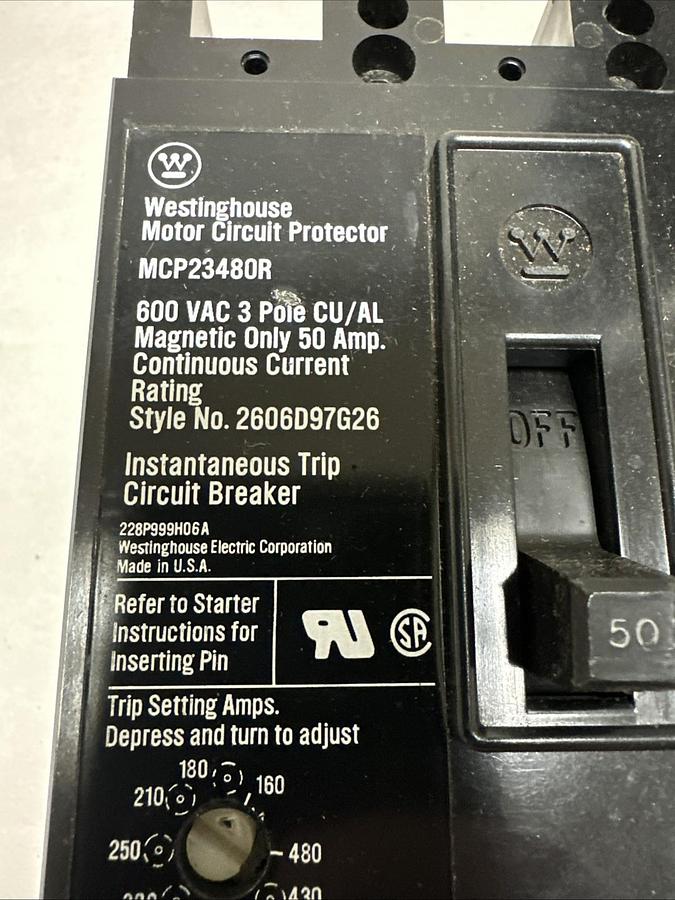 W
Westinghouse
Motor Circuit Protector
MCP23480R
600 VAC 3 Pole CU/AL
Magnetic Only 50 Amp.
Continuous Current
Rating
Style No. 2606D97G26
Instantaneous Trip
Circuit Breaker
228P999H06A
Westinghouse Electric Corporation
Made in U.S.A.
Refer to Starter
Instructions for
Inserting Pin
RU
SA
Trip Setting Amps.
Depress and turn to adjust
180
160
210
250
480
430
W
OFF
50